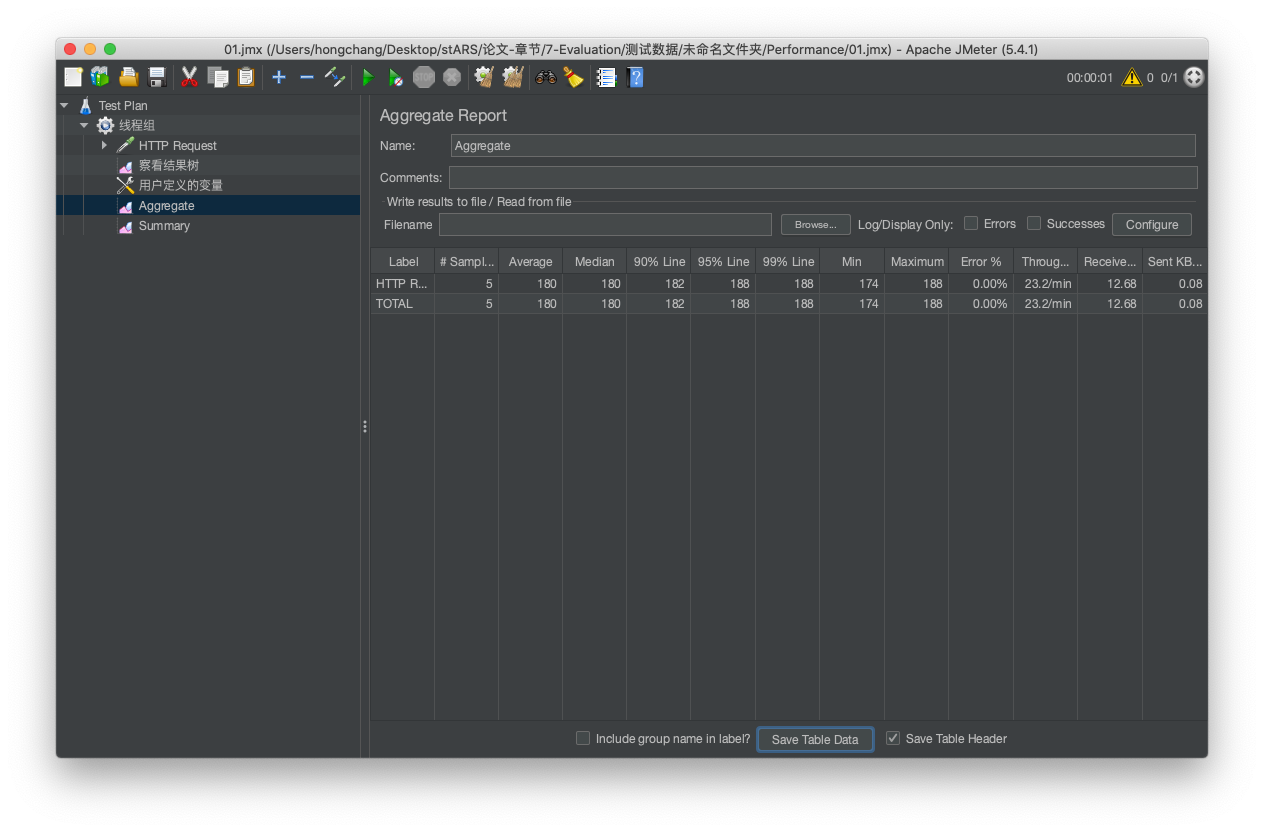 01.jmx (/Users/hongchang/Desktop/stARS/论文-章节/7-Evaluation/测试数据/未命名文件夹/Performance/01.jmx) - Apache JMeter (5.4.1)
STOP
00:00:01 0 0/1
Test Plan
线程组
HTTP Request
察看结果树
用户定义的变量
Aggregate
Summary
Aggregate Report
Name: Aggregate
Comments:
Write results to file / Read from file
Filename Browse... Log/Display Only: Errors Successes Configure
Label # Sampl... Average Median 90% Line 95% Line 99% Line Min Maximum Error % Throug... Receive... Sent KB...
HTTP R... 5 180 180 182 188 188 174 188 0.00% 23.2/min 12.68 0.08
TOTAL 5 180 180 182 188 188 174 188 0.00% 23.2/min 12.68 0.08
Include group name in label? Save Table Data Save Table Header